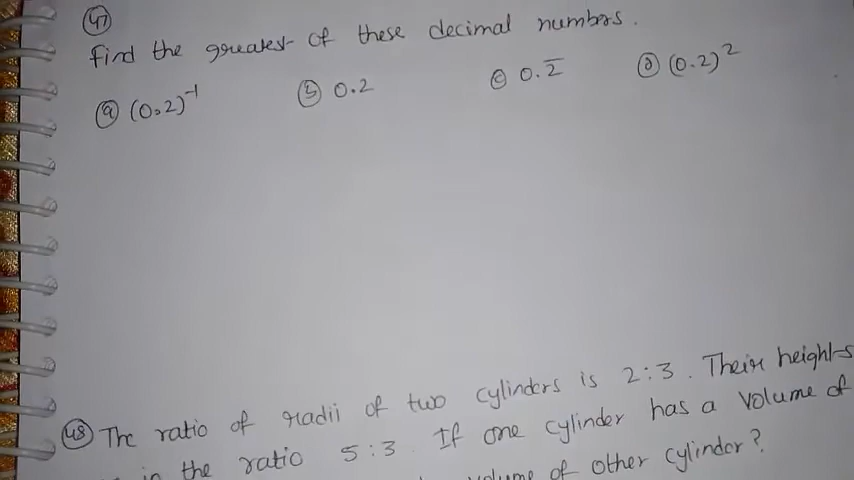 47
Find the greatest of these decimal numbers.
(a) (0.2)⁻¹ (b) 0.2 (c) 0.2̅ (d) (0.2)²
48 The ratio of radii of two cylinders is 2:3. Their heights
in the ratio 5:3. If one cylinder has a volume of
volume of other cylinder?